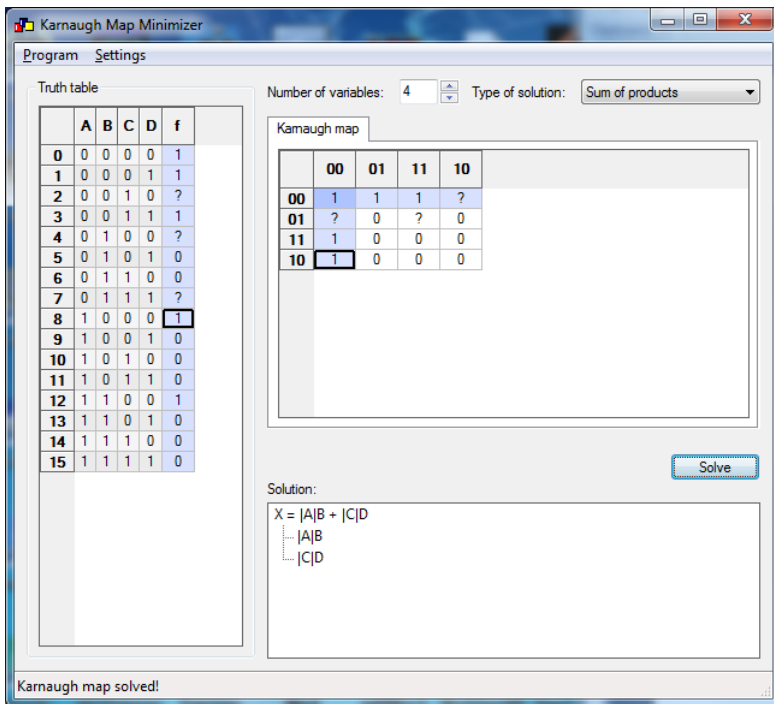 Karnaugh Map Minimizer
Program Settings
Truth table
A B C D f
0 0 0 0 0 1
1 0 0 0 1 1
2 0 0 1 0 ?
3 0 0 1 1 1
4 0 1 0 0 ?
5 0 1 0 1 0
6 0 1 1 0 0
7 0 1 1 1 ?
8 1 0 0 0 1
9 1 0 0 1 0
10 1 0 1 0 0
11 1 0 1 1 0
12 1 1 0 0 1
13 1 1 0 1 0
14 1 1 1 0 0
15 1 1 1 1 0
Number of variables: 4 Type of solution: Sum of products
Karnaugh map
00 01 11 10
00 1 1 1 ?
01 ? 0 ? 0
11 1 0 0 0
10 1 0 0 0
Solve
Solution:
X = |A|B + |C|D
|A|B
|C|D
Karnaugh map solved!